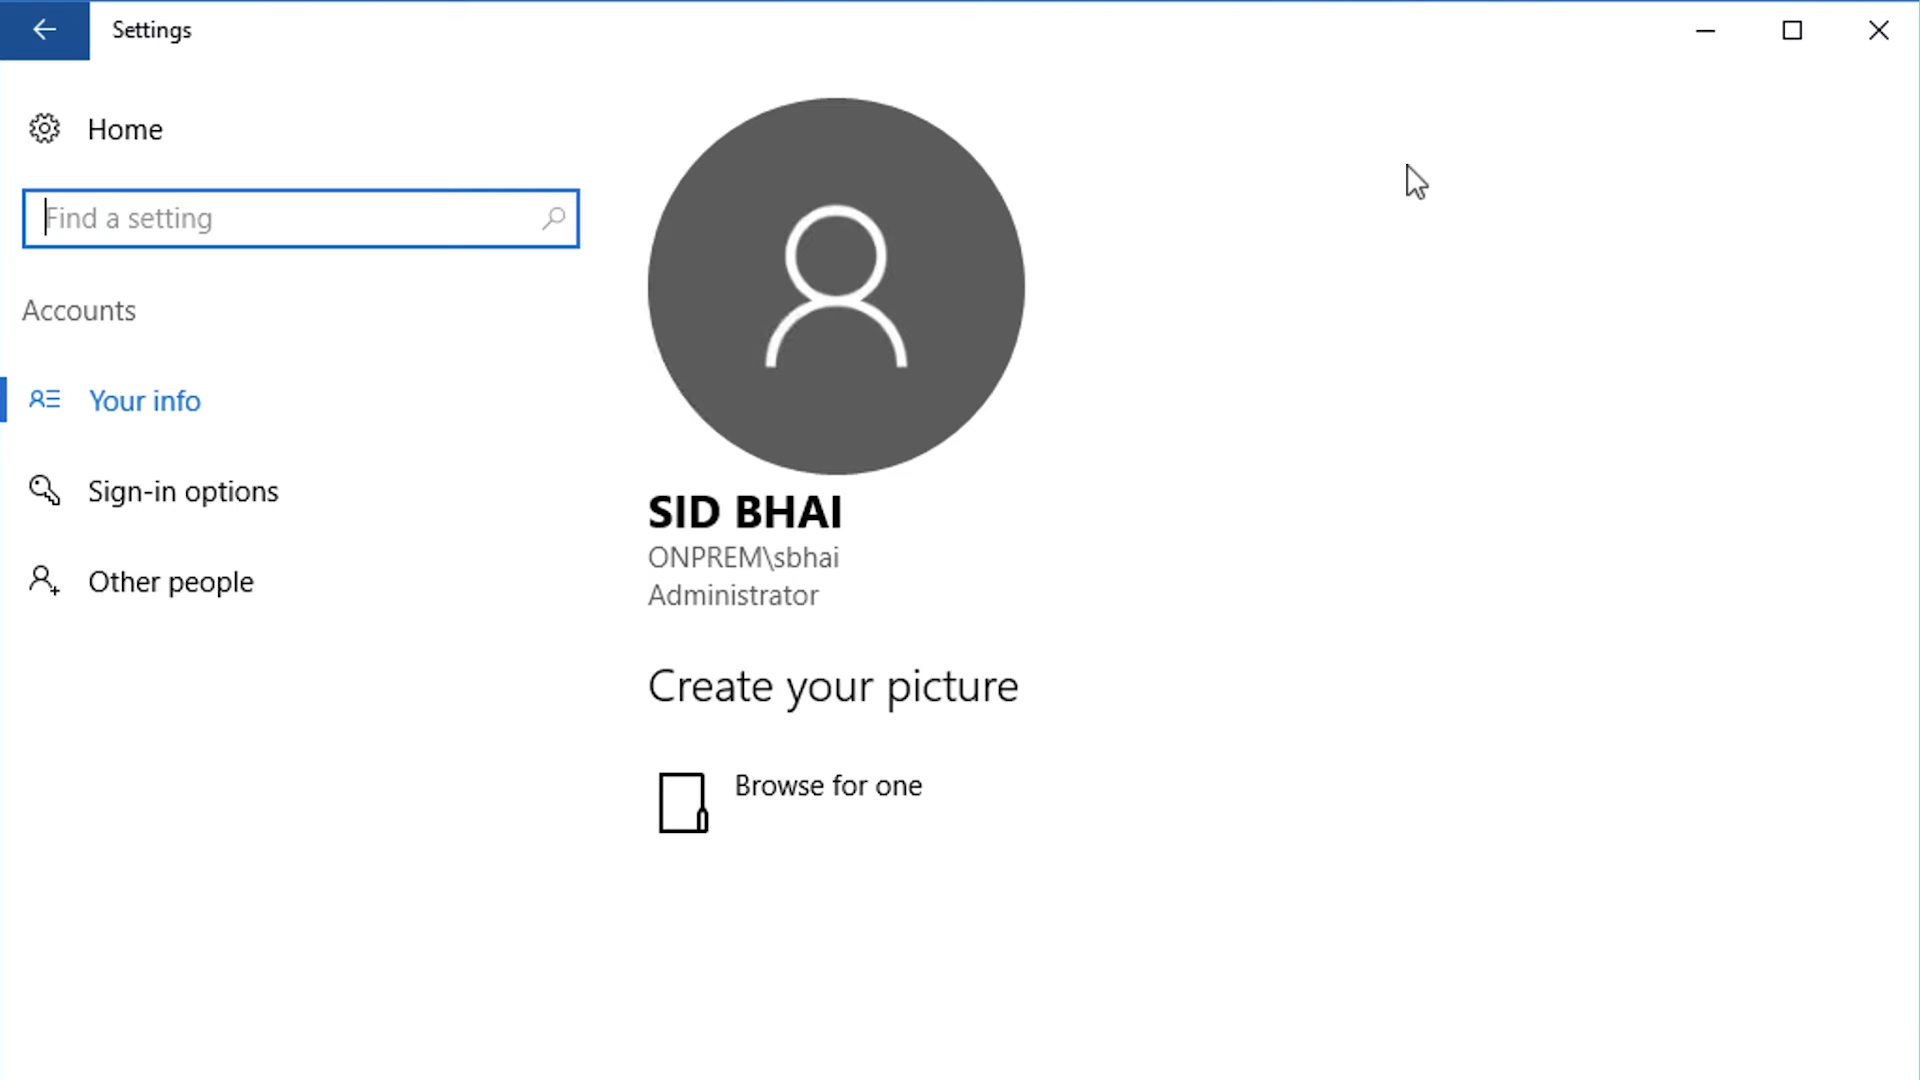 Settings
Home
Find a setting
Accounts
Your info
Sign-in options
Other people
SID BHAI
ONPREM\sbhai
Administrator
Create your picture
Browse for one